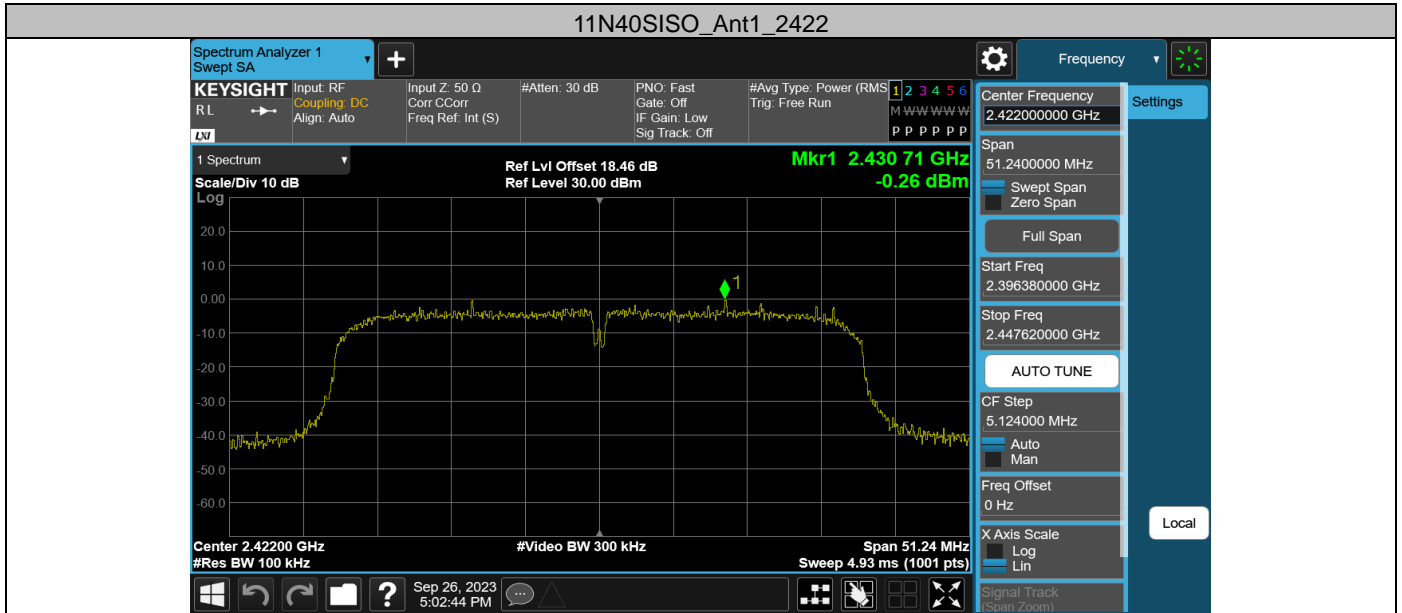 11N40SISO_Ant1_2422
Spectrum Analyzer 1
Swept SA
Frequency
KEYSIGHT
R L
LXI
Input: RF
Coupling: DC
Align: Auto
Input Z: 50 Ω
Corr CCorr
Freq Ref: Int (S)
#Atten: 30 dB
PNO: Fast
Gate: Off
IF Gain: Low
Sig Track: Off
#Avg Type: Power (RMS
Trig: Free Run
1 2 3 4 5 6
M W W W W W
P P P P P P
1 Spectrum
Scale/Div 10 dB
Ref Lvl Offset 18.46 dB
Ref Level 30.00 dBm
Mkr1 2.430 71 GHz
-0.26 dBm
Log
20.0
10.0
0.00
-10.0
-20.0
-30.0
-40.0
-50.0
-60.0
1
Center 2.42200 GHz
#Video BW 300 kHz
Span 51.24 MHz
#Res BW 100 kHz
Sweep 4.93 ms (1001 pts)
Center Frequency
2.422000000 GHz
Settings
Span
51.2400000 MHz
Swept Span
Zero Span
Full Span
Start Freq
2.396380000 GHz
Stop Freq
2.447620000 GHz
AUTO TUNE
CF Step
5.124000 MHz
Auto
Man
Freq Offset
0 Hz
X Axis Scale
Log
Lin
Signal Track
(Span Zoom)
Local
?
Sep 26, 2023
5:02:44 PM